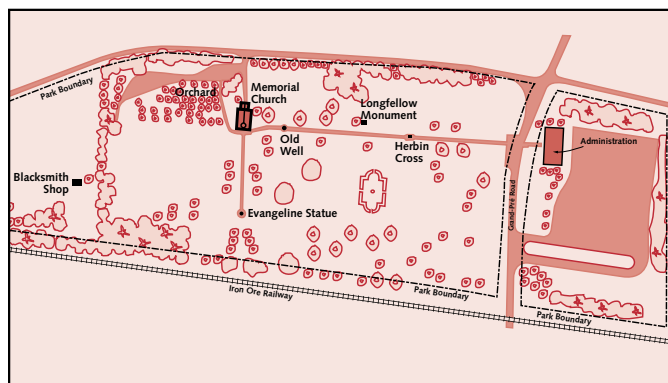 Park Boundary
Orchard
Memorial
Church
Longfellow
Monument
Old
Well
Herbin
Cross
Administration
Blacksmith
Shop
Evangeline Statue
Grand-Pré Road
Iron Ore Railway
Park Boundary
Park Boundary